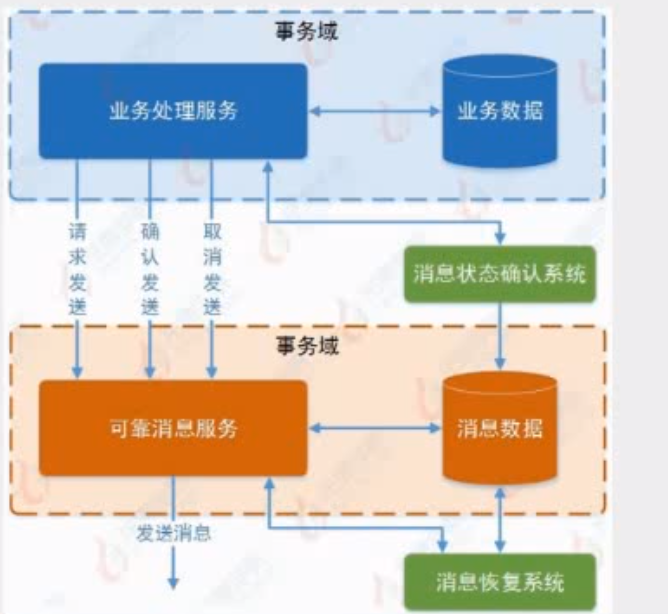 事务域
业务处理服务
业务数据
请求发送
确认发送
取消发送
消息状态确认系统
事务域
可靠消息服务
消息数据
发送消息
消息恢复系统